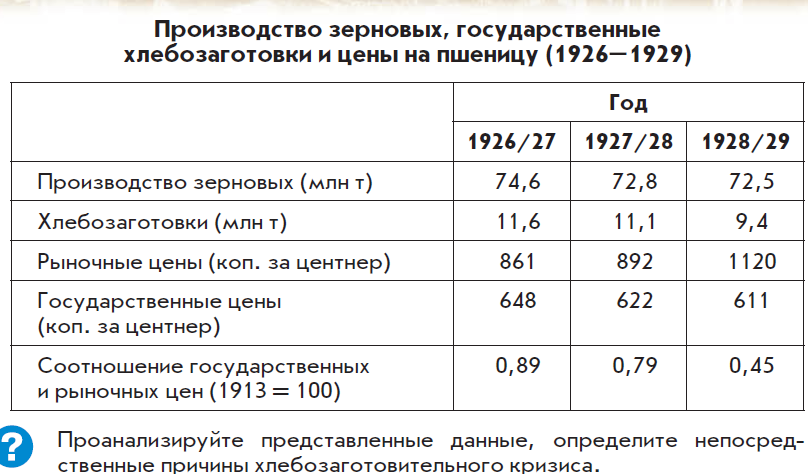 Производство зерновых, государственные
хлебозаготовки и цены на пшеницу (1926—1929)
Год
1926/27 1927/28 1928/29
Производство зерновых (млн т) 74,6 72,8 72,5
Хлебозаготовки (млн т) 11,6 11,1 9,4
Рыночные цены (коп. за центнер) 861 892 1120
Государственные цены
(коп. за центнер) 648 622 611
Соотношение государственных
и рыночных цен (1913 = 100) 0,89 0,79 0,45
? Проанализируйте представленные данные, определите непосред-
ственные причины хлебозаготовительного кризиса.